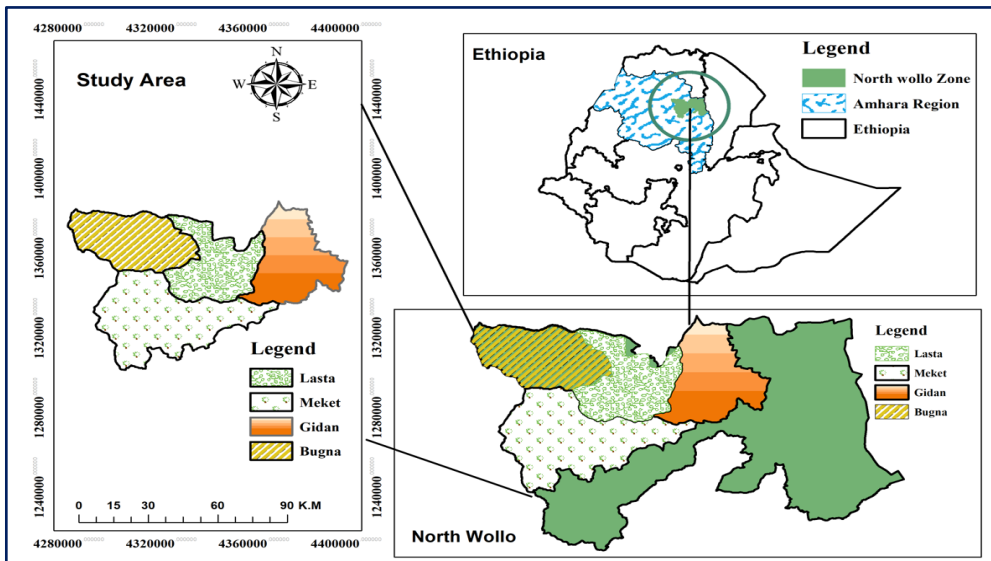 4280000 4320000 4360000 4400000
Study Area
N
W E
S
1440000
1400000
1360000
1320000
1280000
1240000
1440000
1400000
1360000
1320000
1280000
1240000
Legend
Lasta
Meket
Gidan
Bugna
0 15 30 60 90 K.M
4280000 4320000 4360000 4400000
Ethiopia
Legend
North wollo Zone
Amhara Region
Ethiopia
Legend
Lasta
Meket
Gidan
Bugna
North Wollo